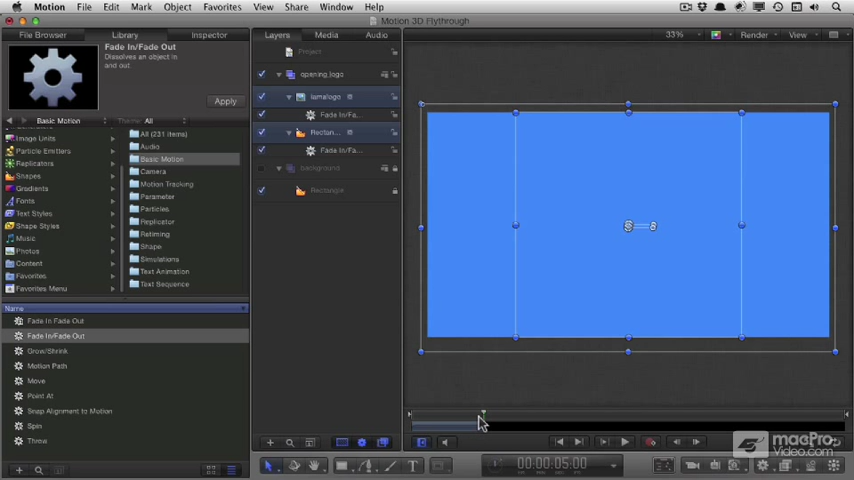 Motion File Edit Mark Object Favorites View Share Window Help
Motion 3D Flythrough
File Browser Library Inspector
Layers Media Audio
33% Render View
Fade In/Fade Out
Dissolves an object in
and out.
Apply
Basic Motion Theme: All
Image Units
Particle Emitters
Replicators
Shapes
Gradients
Fonts
Text Styles
Shape Styles
Music
Photos
Content
Favorites
Favorites Menu
All (231 items)
Audio
Basic Motion
Camera
Motion Tracking
Parameter
Particles
Replicator
Retiming
Shape
Simulations
Text Animation
Text Sequence
Name
Fade In Fade Out
Fade In/Fade Out
Grow/Shrink
Motion Path
Move
Point At
Snap Alignment to Motion
Spin
Throw
Project
opening_logo
lamalogo
Fade In/Fa...
Rectan...
Fade In/Fa...
background
Rectangle
00:00:05:00
macProVideo.com